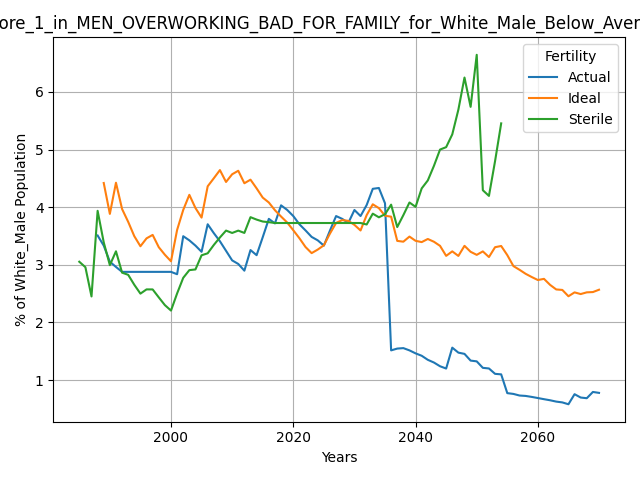 ore_1_in_MEN_OVERWORKING_BAD_FOR_FAMILY_for_White_Male_Below_Aver
Fertility
Actual
Ideal
Sterile
% of White_Male Population
6
5
4
3
2
1
2000 2020 2040 2060
Years